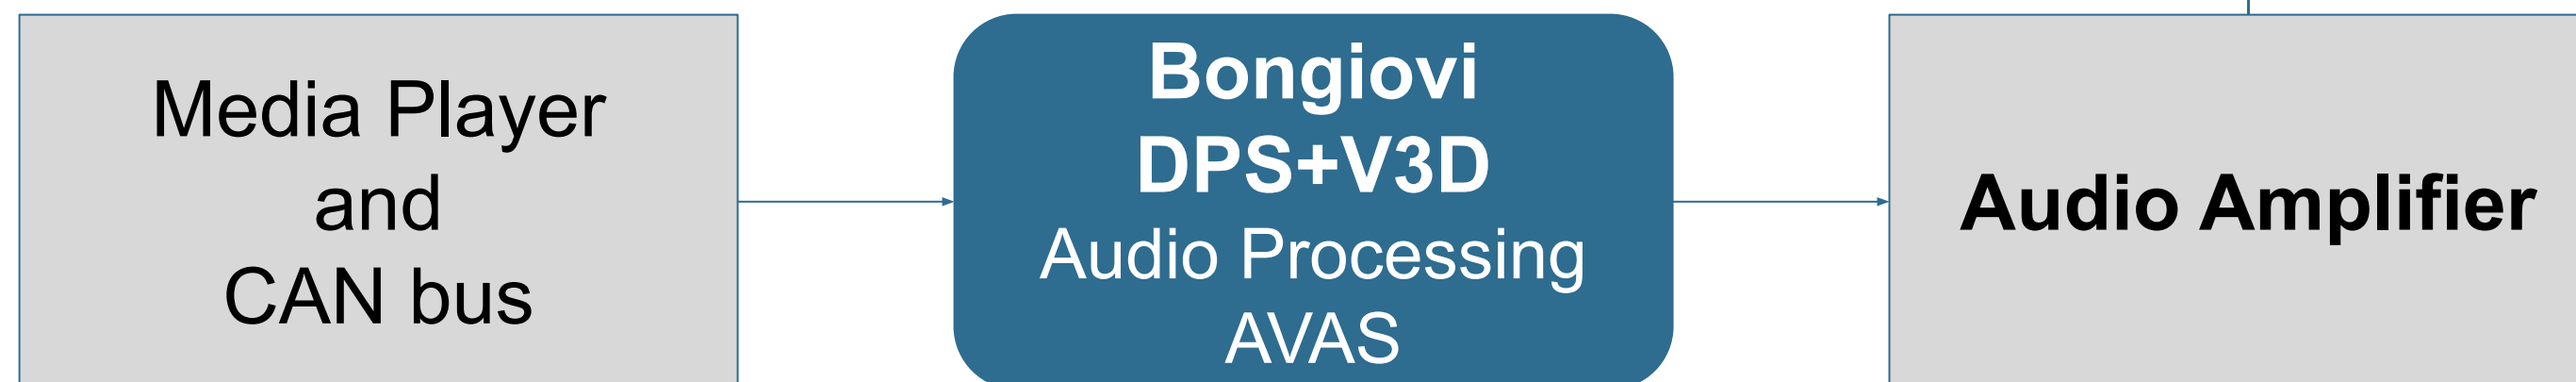 Media Player
and
CAN bus
Bongiovi
DPS+V3D
Audio Processing
AVAS
Audio Amplifier